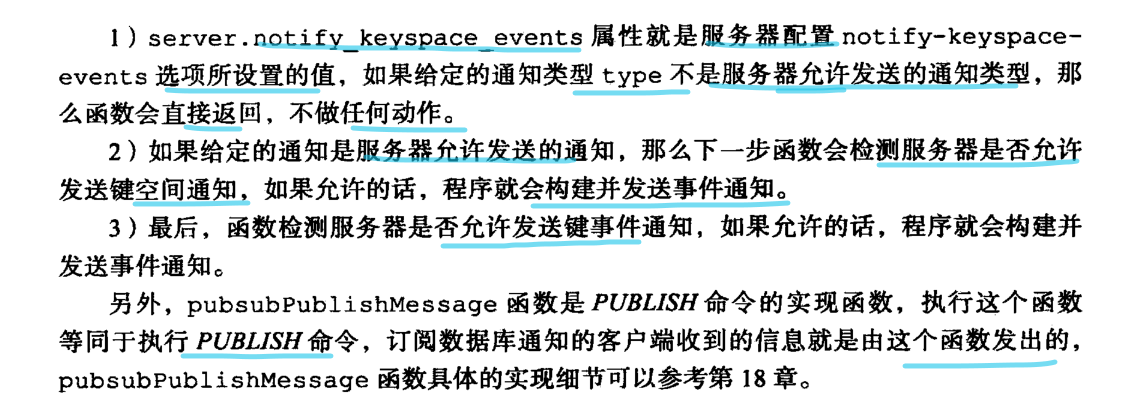 1）server.notify_keyspace_events 属性就是服务器配置 notify-keyspace-
events 选项所设置的值，如果给定的通知类型 type 不是服务器允许发送的通知类型，那
么函数会直接返回，不做任何动作。
2）如果给定的通知是服务器允许发送的通知，那么下一步函数会检测服务器是否允许
发送键空间通知，如果允许的话，程序就会构建并发送事件通知。
3）最后，函数检测服务器是否允许发送键事件通知，如果允许的话，程序就会构建并
发送事件通知。
另外，pubsubPublishMessage 函数是 PUBLISH 命令的实现函数，执行这个函数
等同于执行 PUBLISH 命令，订阅数据库通知的客户端收到的信息就是由这个函数发出的，
pubsubPublishMessage 函数具体的实现细节可以参考第 18 章。